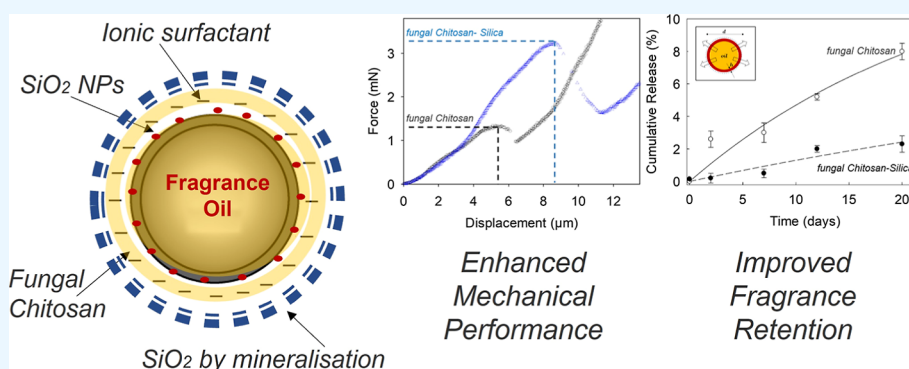 Ionic surfactant
SiO2 NPs
Fragrance
Oil
Fungal
Chitosan
SiO2 by mineralisation
fungal Chitosan- Silica
fungal Chitosan
Force (mN)
3
2
1
0
0
2
4
6
8
10
12
Displacement (μm)
Enhanced
Mechanical
Performance
d
oil
fungal Chitosan
fungal Chitosan-Silica
Cumulative Release (%)
10
8
6
4
2
0
0
5
10
15
20
Time (days)
Improved
Fragrance
Retention